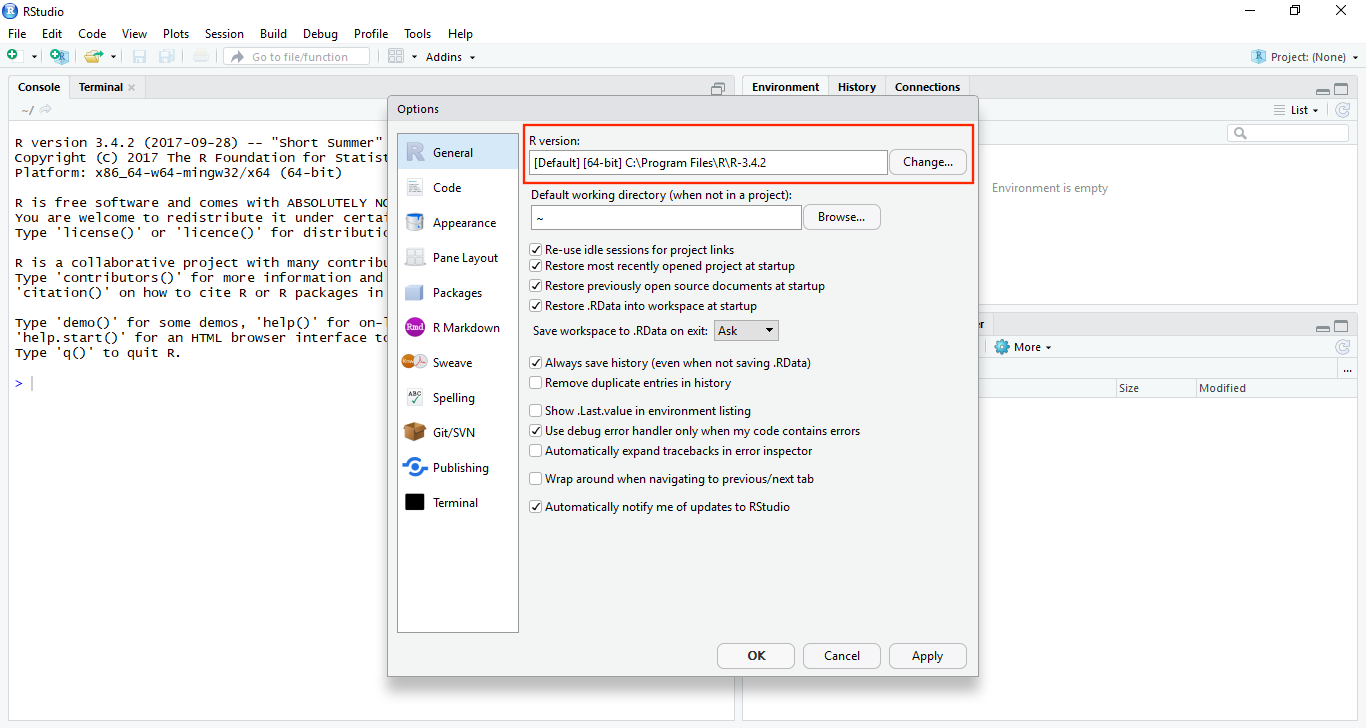 RStudio
File Edit Code View Plots Session Build Debug Profile Tools Help
Go to file/function
Addins
Project: (None)
Console Terminal
~/
R version 3.4.2 (2017-09-28) -- "Short Summer"
Copyright (C) 2017 The R Foundation for Statist
Platform: x86_64-w64-mingw32/x64 (64-bit)
R is free software and comes with ABSOLUTELY NO
You are welcome to redistribute it under certai
Type 'license()' or 'licence()' for distributio
R is a collaborative project with many contribu
Type 'contributors()' for more information and
'citation()' on how to cite R or R packages in
Type 'demo()' for some demos, 'help()' for on-l
'help.start()' for an HTML browser interface to
Type 'q()' to quit R.
>
Options
General
Code
Appearance
Pane Layout
Packages
R Markdown
Sweave
ABC
Spelling
Git/SVN
Publishing
Terminal
R version:
[Default] [64-bit] C:\Program Files\R\R-3.4.2
Change...
Default working directory (when not in a project):
~
Browse...
Re-use idle sessions for project links
Restore most recently opened project at startup
Restore previously open source documents at startup
Restore .RData into workspace at startup
Save workspace to .RData on exit: Ask
Always save history (even when not saving .RData)
Remove duplicate entries in history
Show .Last.value in environment listing
Use debug error handler only when my code contains errors
Automatically expand tracebacks in error inspector
Wrap around when navigating to previous/next tab
Automatically notify me of updates to RStudio
OK Cancel Apply
Environment History Connections
List
Environment is empty
er
More
...
Size Modified